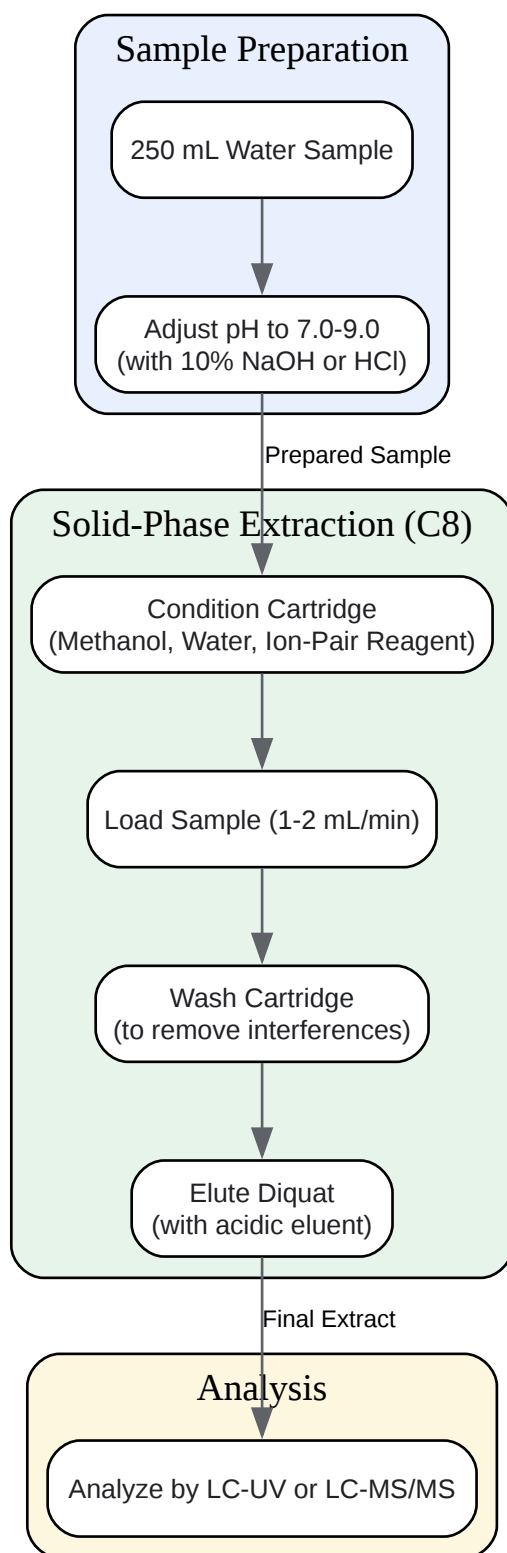 Sample Preparation
250 mL Water Sample
Adjust pH to 7.0-9.0
(with 10% NaOH or HCl)
Prepared Sample
Solid-Phase Extraction (C8)
Condition Cartridge
(Methanol, Water, Ion-Pair Reagent)
Load Sample (1-2 mL/min)
Wash Cartridge
(to remove interferences)
Elute Diquat
(with acidic eluent)
Final Extract
Analysis
Analyze by LC-UV or LC-MS/MS